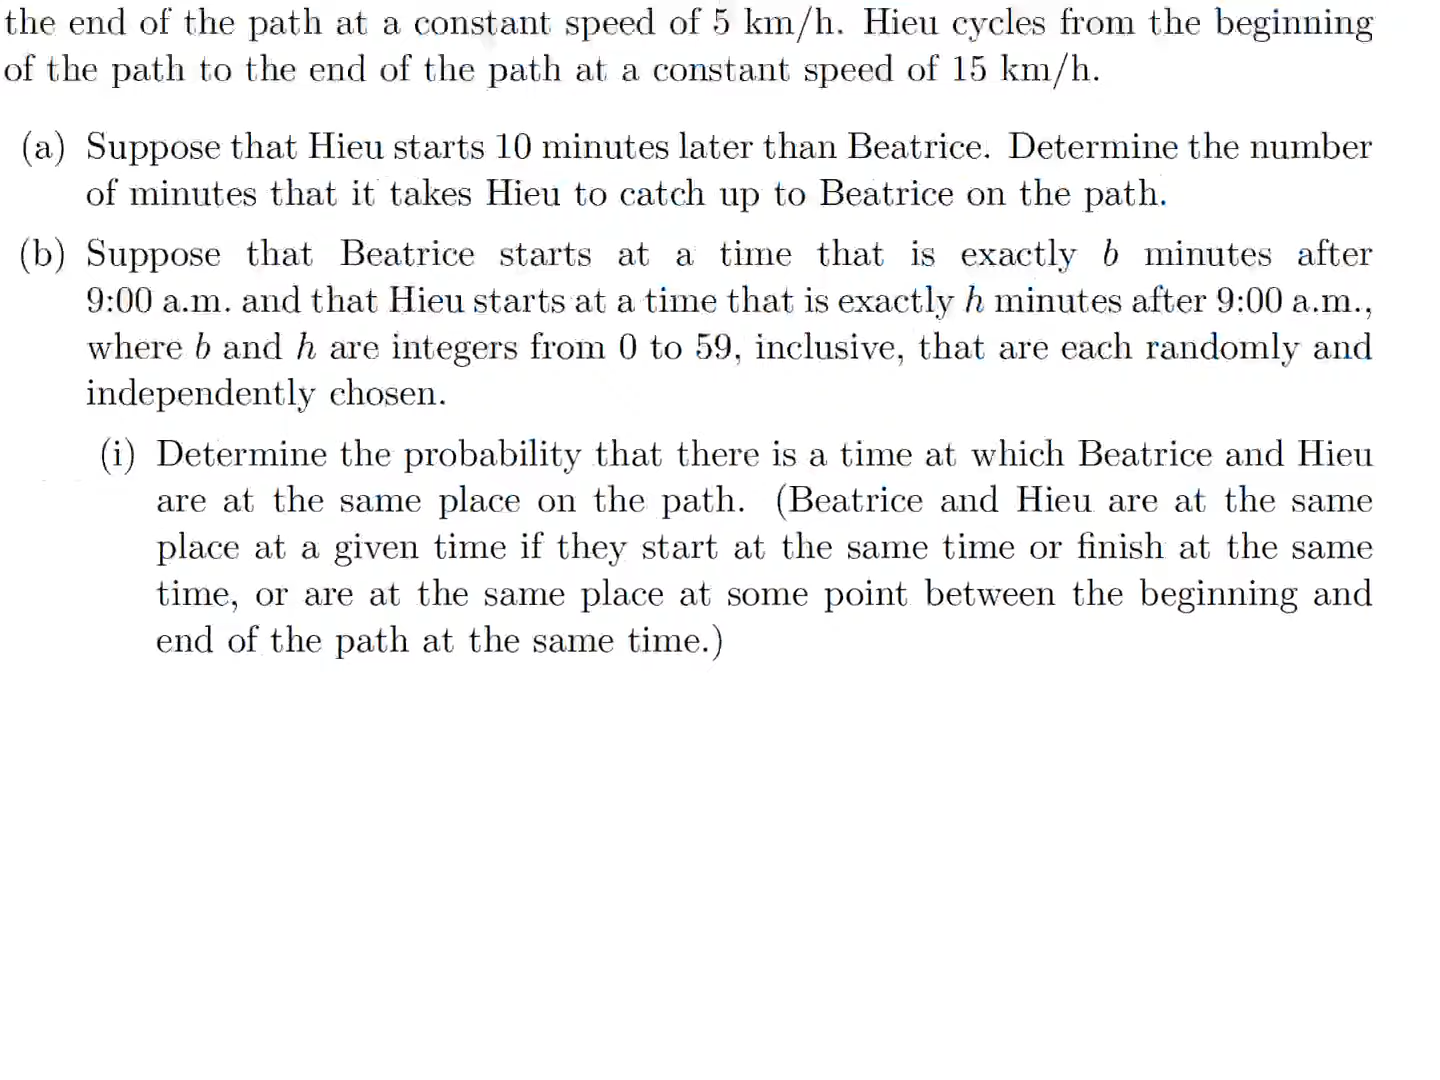 the end of the path at a constant speed of 5 km/h. Hieu cycles from the beginning
of the path to the end of the path at a constant speed of 15 km/h.
(a) Suppose that Hieu starts 10 minutes later than Beatrice. Determine the number
of minutes that it takes Hieu to catch up to Beatrice on the path.
(b) Suppose that Beatrice starts at a time that is exactly b minutes after
9:00 a.m. and that Hieu starts at a time that is exactly h minutes after 9:00 a.m.,
where b and h are integers from 0 to 59, inclusive, that are each randomly and
independently chosen.
(i) Determine the probability that there is a time at which Beatrice and Hieu
are at the same place on the path. (Beatrice and Hieu are at the same
place at a given time if they start at the same time or finish at the same
time, or are at the same place at some point between the beginning and
end of the path at the same time.)